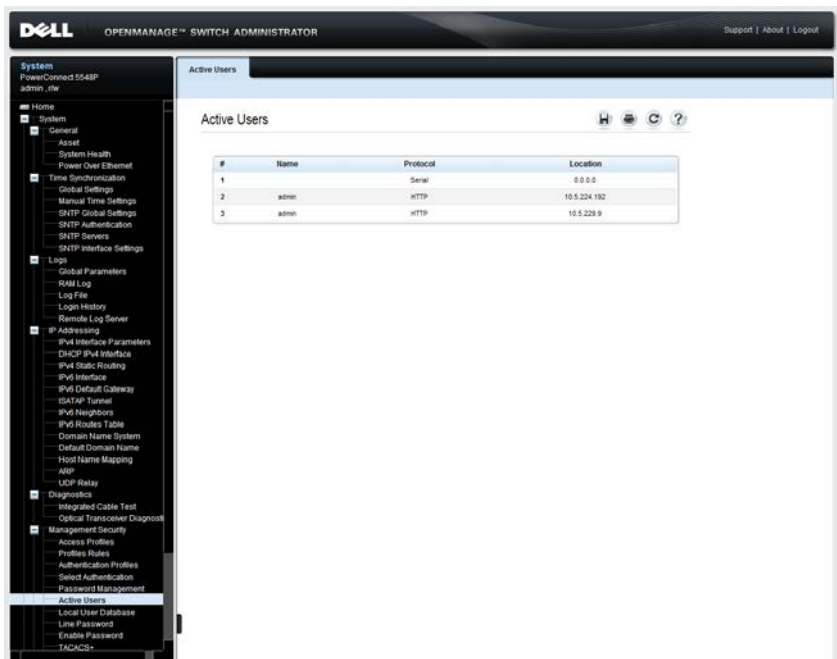 DELL
OPENMANAGE™ SWITCH ADMINISTRATOR
Support | About | Logout
System
PowerConnect 5548P
admin , r/w
Home
System
General
Asset
System Health
Power Over Ethernet
Time Synchronization
Global Settings
Manual Time Settings
SNTP Global Settings
SNTP Authentication
SNTP Servers
SNTP Interface Settings
Logs
Global Parameters
RAM Log
Log File
Login History
Remote Log Server
IP Addressing
IPv4 Interface Parameters
DHCP IPv4 Interface
IPv4 Static Routing
IPv6 Interface
IPv6 Default Gateway
ISATAP Tunnel
IPv6 Neighbors
IPv6 Routes Table
Domain Name System
Default Domain Name
Host Name Mapping
ARP
UDP Relay
Diagnostics
Integrated Cable Test
Optical Transceiver Diagnosti
Management Security
Access Profiles
Profiles Rules
Authentication Profiles
Select Authentication
Password Management
Active Users
Local User Database
Line Password
Enable Password
TACACS+
Active Users
Active Users
?
# Name Protocol Location
1 Serial 0.0.0.0
2 admin HTTP 10.5.224.192
3 admin HTTP 10.5.229.9